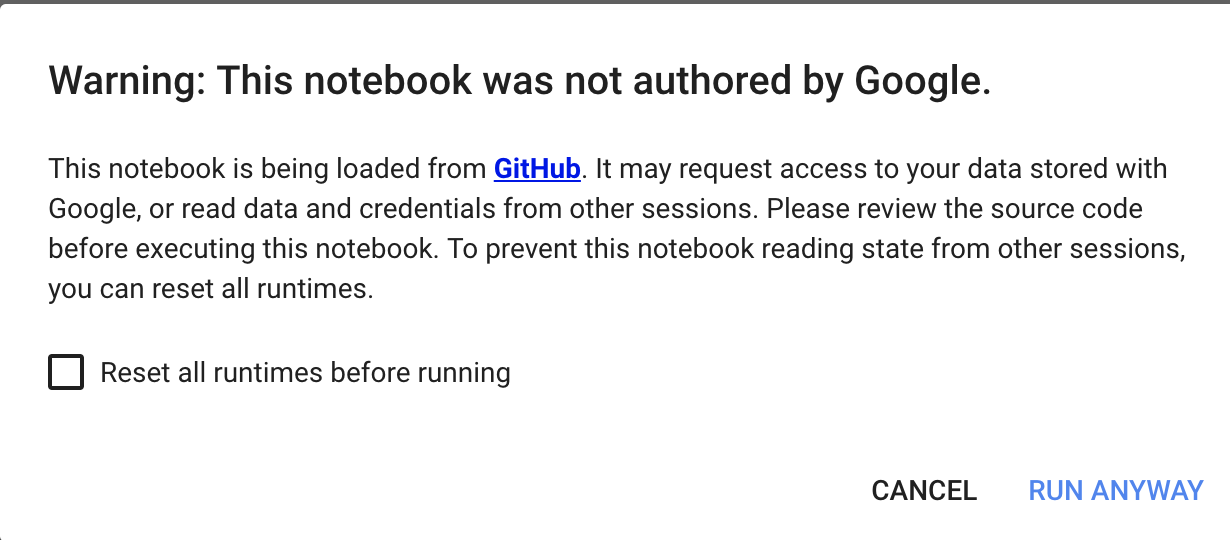 Warning: This notebook was not authored by Google.
This notebook is being loaded from GitHub. It may request access to your data stored with
Google, or read data and credentials from other sessions. Please review the source code
before executing this notebook. To prevent this notebook reading state from other sessions,
you can reset all runtimes.
Reset all runtimes before running
CANCEL RUN ANYWAY